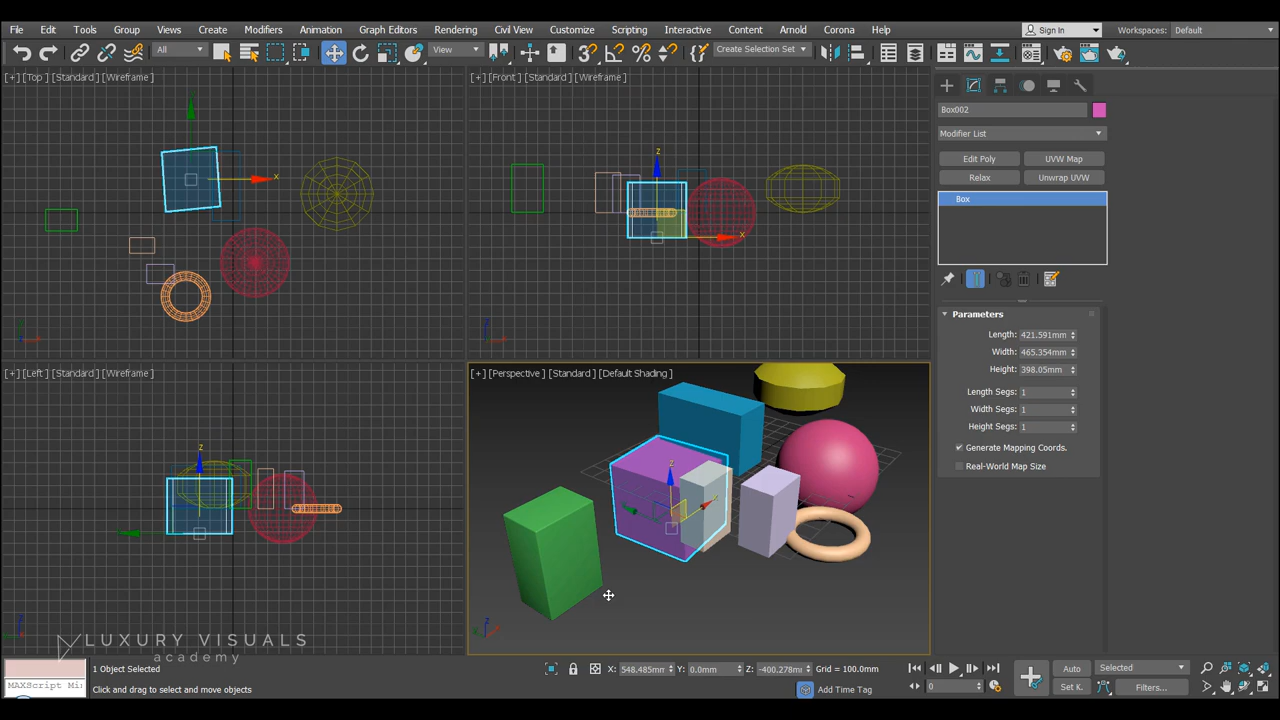 File Edit Tools Group Views Create Modifiers Animation Graph Editors Rendering Civil View Customize Scripting Interactive Content Arnold Corona Help Sign In Workspaces: Default
All View Create Selection Set
[+] [Top ] [Standard ] [Wireframe ]
[+] [Front ] [Standard ] [Wireframe ]
Box002
Modifier List
Edit Poly UVW Map
Relax Unwrap UVW
Box
x
z
x
Parameters
Length: 421.591mm
Width: 465.354mm
Height: 398.05mm
Length Segs: 1
Width Segs: 1
Height Segs: 1
Generate Mapping Coords.
Real-World Map Size
[+] [Left ] [Standard ] [Wireframe ]
[+] [Perspective ] [Standard ] [Default Shading ]
z
z
x
LUXURY VISUALS
academy
1 Object Selected X: 548.485mm Y: 0.0mm Z: -400.278mm Grid = 100.0mm Auto Selected
MAXScript Mi: Click and drag to select and move objects Add Time Tag 0 Set K. Filters...